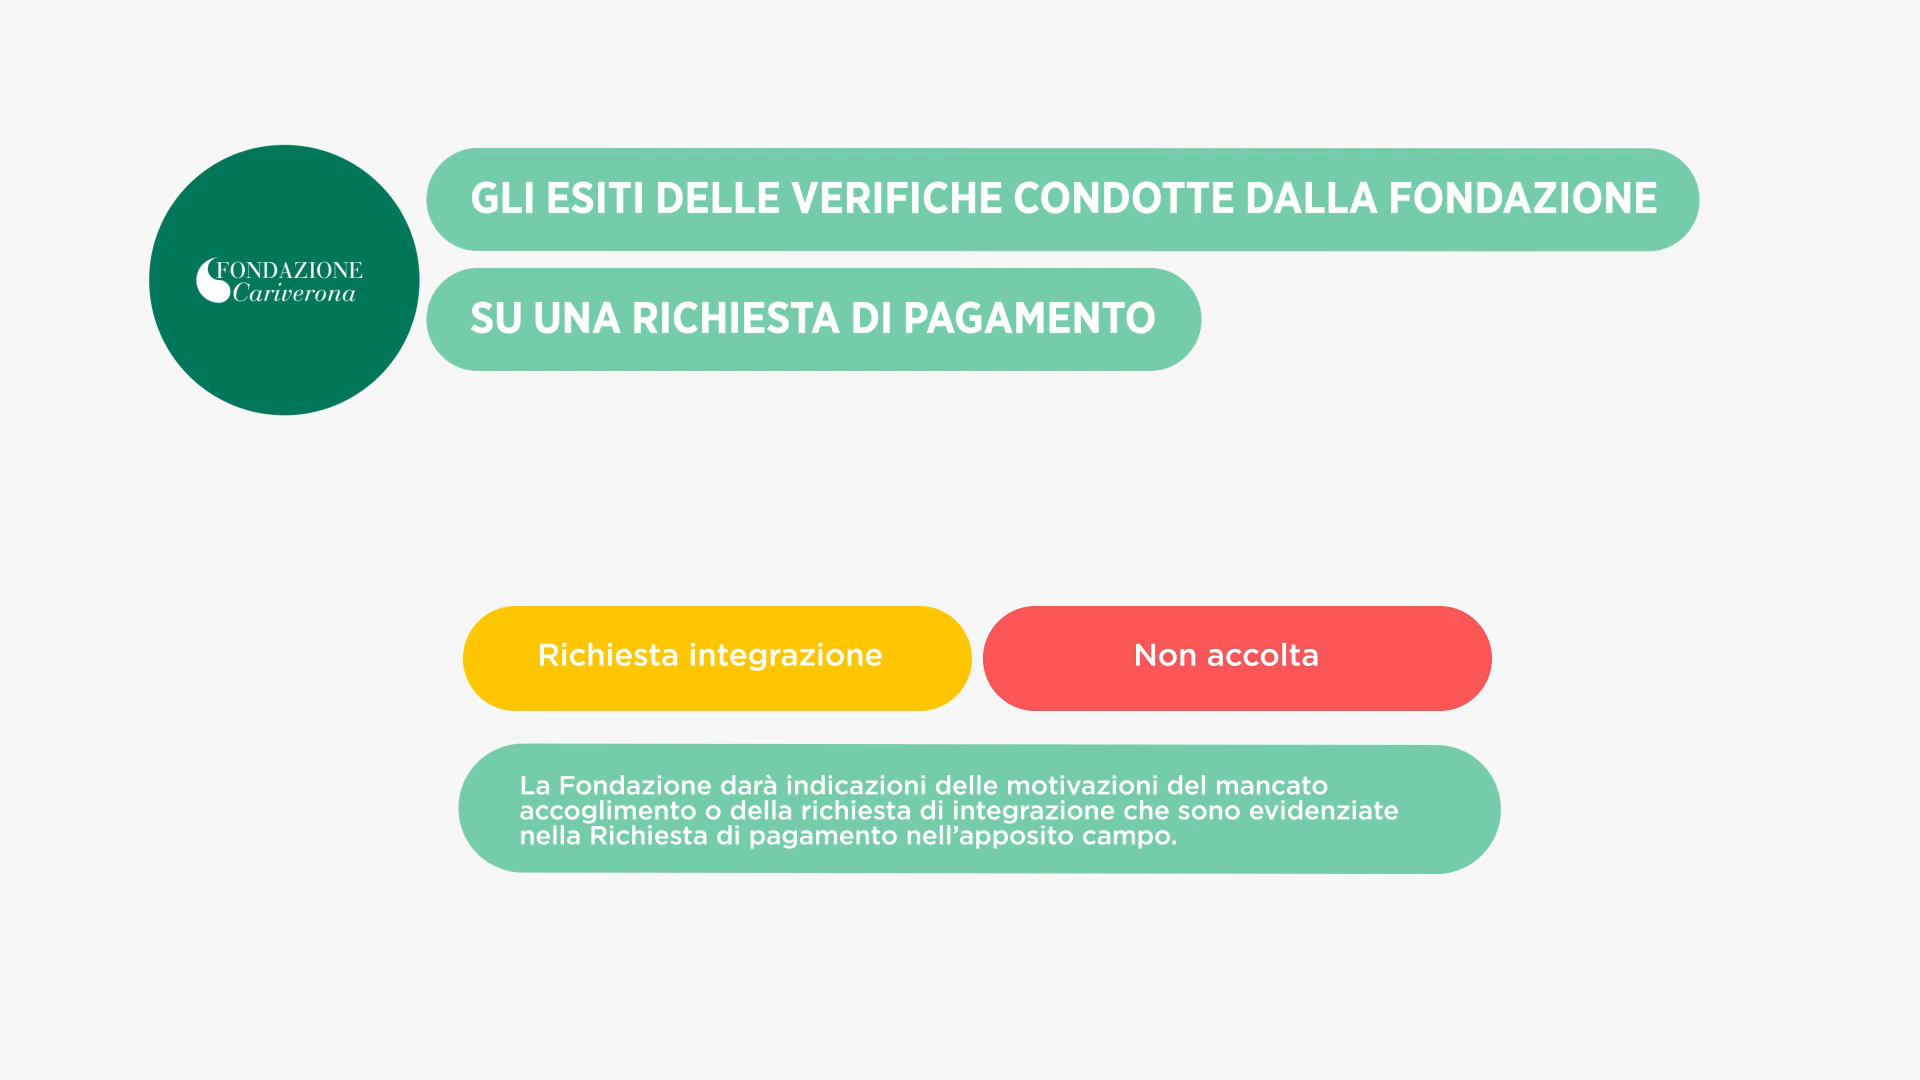 FONDAZIONE
Cariverona
GLI ESITI DELLE VERIFICHE CONDOTTE DALLA FONDAZIONE
SU UNA RICHIESTA DI PAGAMENTO
Richiesta integrazione
Non accolta
La Fondazione darà indicazioni delle motivazioni del mancato
accoglimento o della richiesta di integrazione che sono evidenziate
nella Richiesta di pagamento nell’apposito campo.